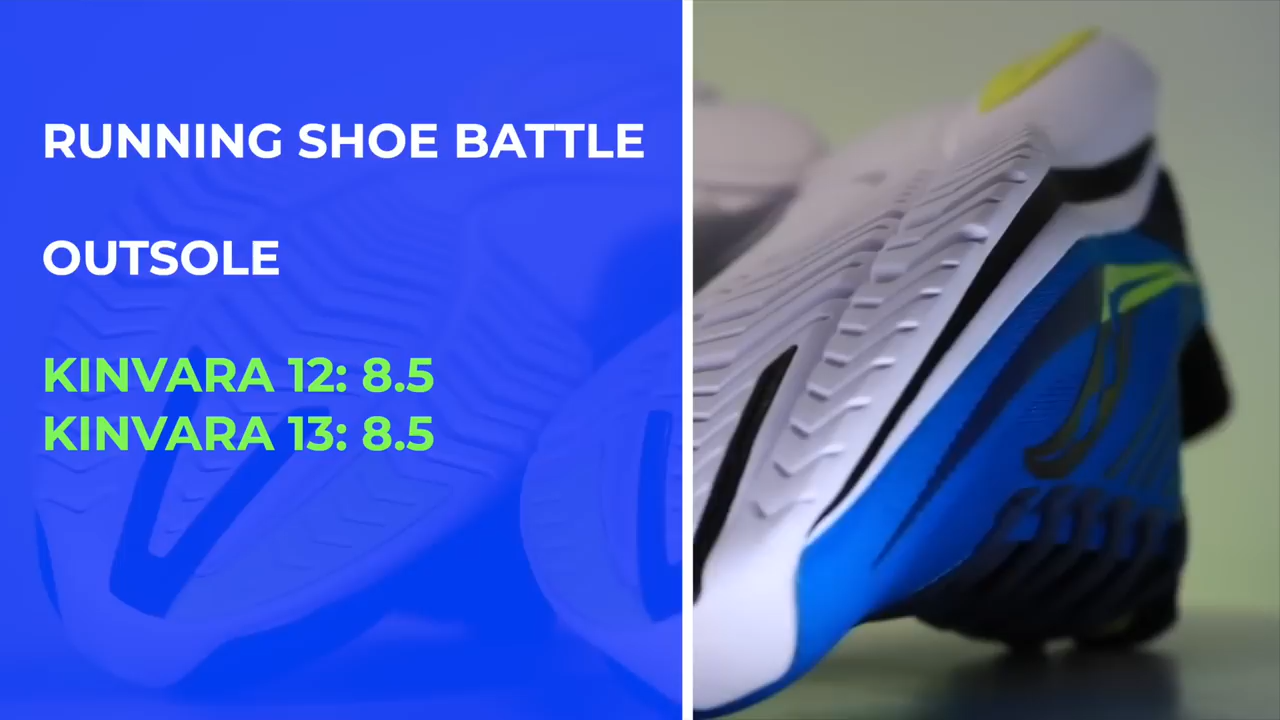 RUNNING SHOE BATTLE
OUTSOLE
KINVARA 12: 8.5
KINVARA 13: 8.5